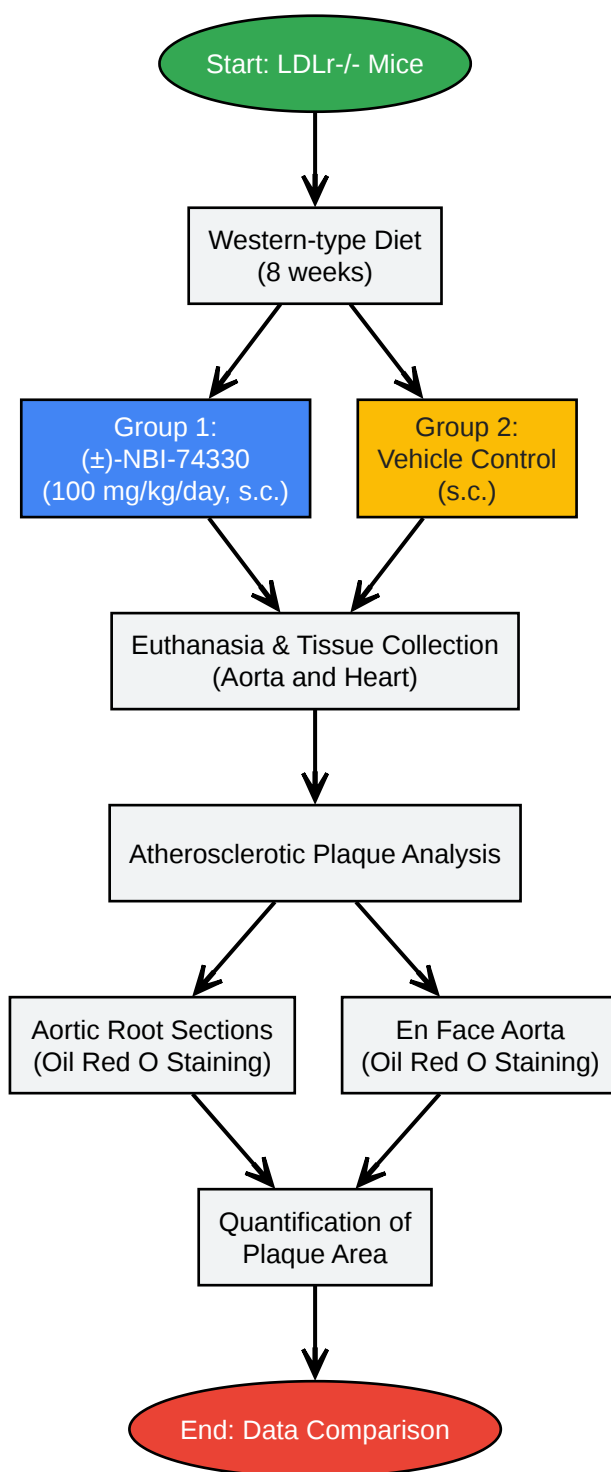 Start: LDLr-/- Mice
Western-type Diet
(8 weeks)
Group 1:
(±)-NBI-74330
(100 mg/kg/day, s.c.)
Group 2:
Vehicle Control
(s.c.)
Euthanasia & Tissue Collection
(Aorta and Heart)
Atherosclerotic Plaque Analysis
Aortic Root Sections
(Oil Red O Staining)
En Face Aorta
(Oil Red O Staining)
Quantification of
Plaque Area
End: Data Comparison